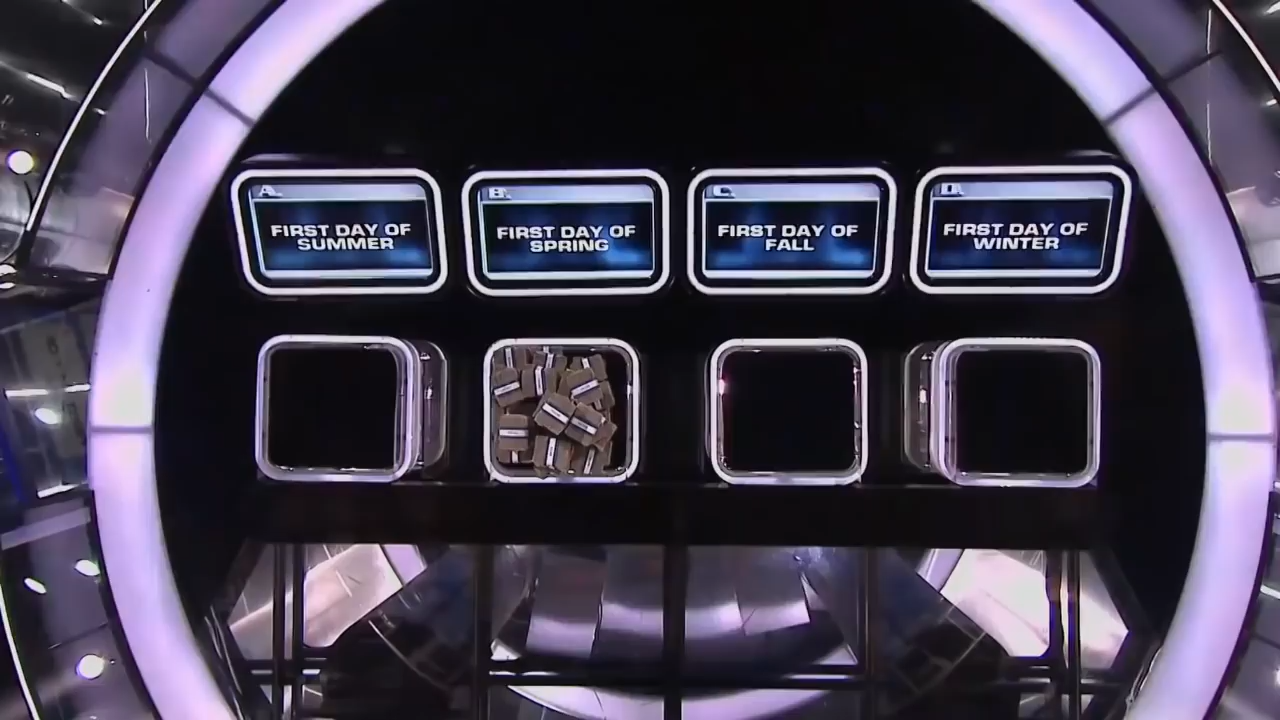 A.
FIRST DAY OF
SUMMER
B.
FIRST DAY OF
SPRING
C.
FIRST DAY OF
FALL
D.
FIRST DAY OF
WINTER